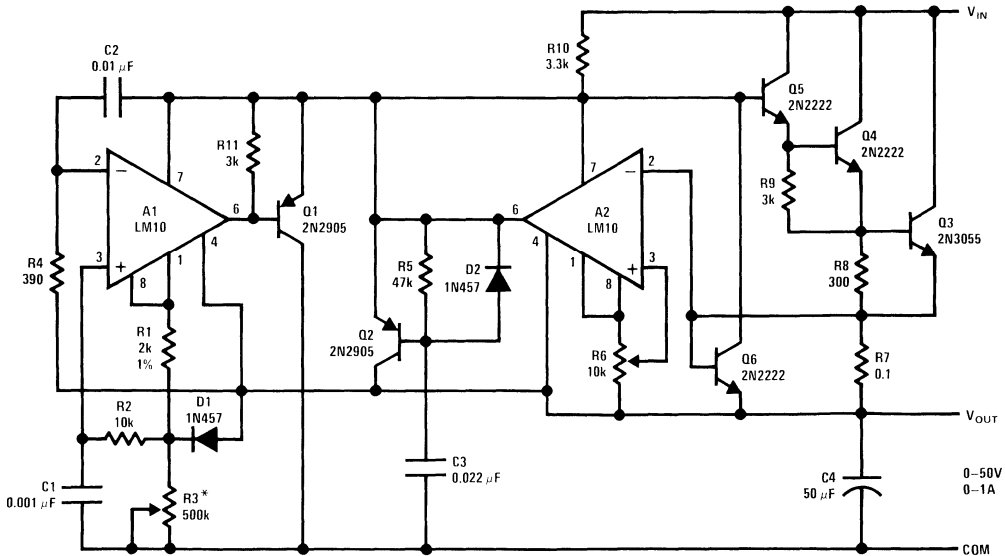 V_IN
R10
3.3k
C2
0.01 µF
Q5
2N2222
Q4
2N2222
R11
3k
2
−
7
A1
LM10
6
4
3
+
1
8
Q1
2N2905
7
2
−
A2
LM10
6
4
1
8
+
3
R9
3k
Q3
2N3055
R4
390
R5
47k
D2
1N457
R8
300
R1
2k
1%
Q2
2N2905
R6
10k
Q6
2N2222
R7
0.1
R2
10k
D1
1N457
V_OUT
C1
0.001 µF
R3*
500k
C3
0.022 µF
C4
50 µF
0–50V
0–1A
COM